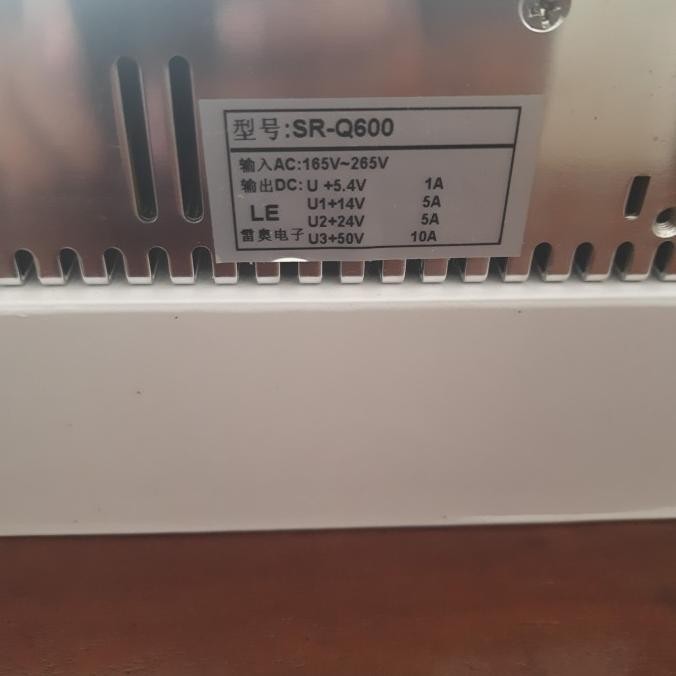 型号:SR-Q600
输入AC:165V~265V
输出DC: U +5.4V 1A
U1+14V 5A
LE U2+24V 5A
雷奥电子 U3+50V 10A